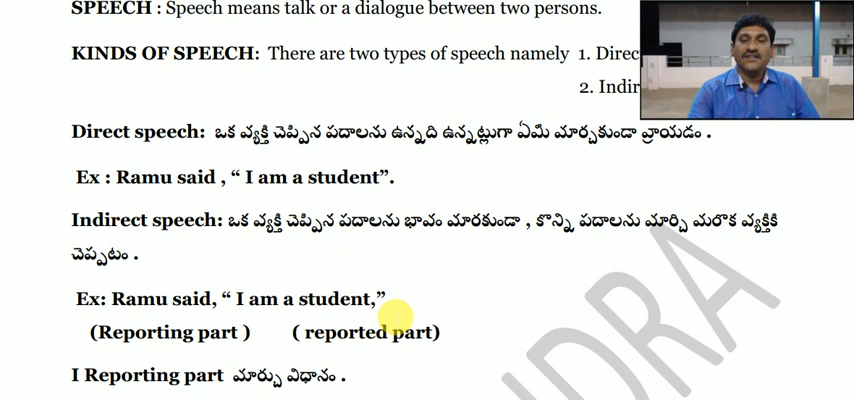 SPEECH : Speech means talk or a dialogue between two persons.
KINDS OF SPEECH: There are two types of speech namely 1. Direc
2. Indir
Direct speech: ఒక వ్యక్తి చెప్పిన పదాలను ఉన్నది ఉన్నట్లుగా ఏమి మార్చకుండా వ్రాయడం .
Ex : Ramu said , “ I am a student”.
Indirect speech: ఒక వ్యక్తి చెప్పిన పదాలను భావం మారకుండా , కొన్ని పదాలను మార్చి మరొక వ్యక్తికి
చెప్పటం .
Ex: Ramu said, “ I am a student,”
(Reporting part ) ( reported part)
I Reporting part మార్చు విధానం .
NDRA